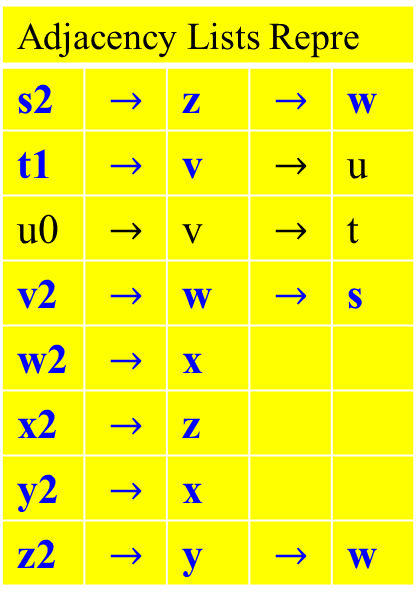 Adjacency Lists Repre
s2 → z → w
t1 → v → u
u0 → v → t
v2 → w → s
w2 → x
x2 → z
y2 → x
z2 → y → w